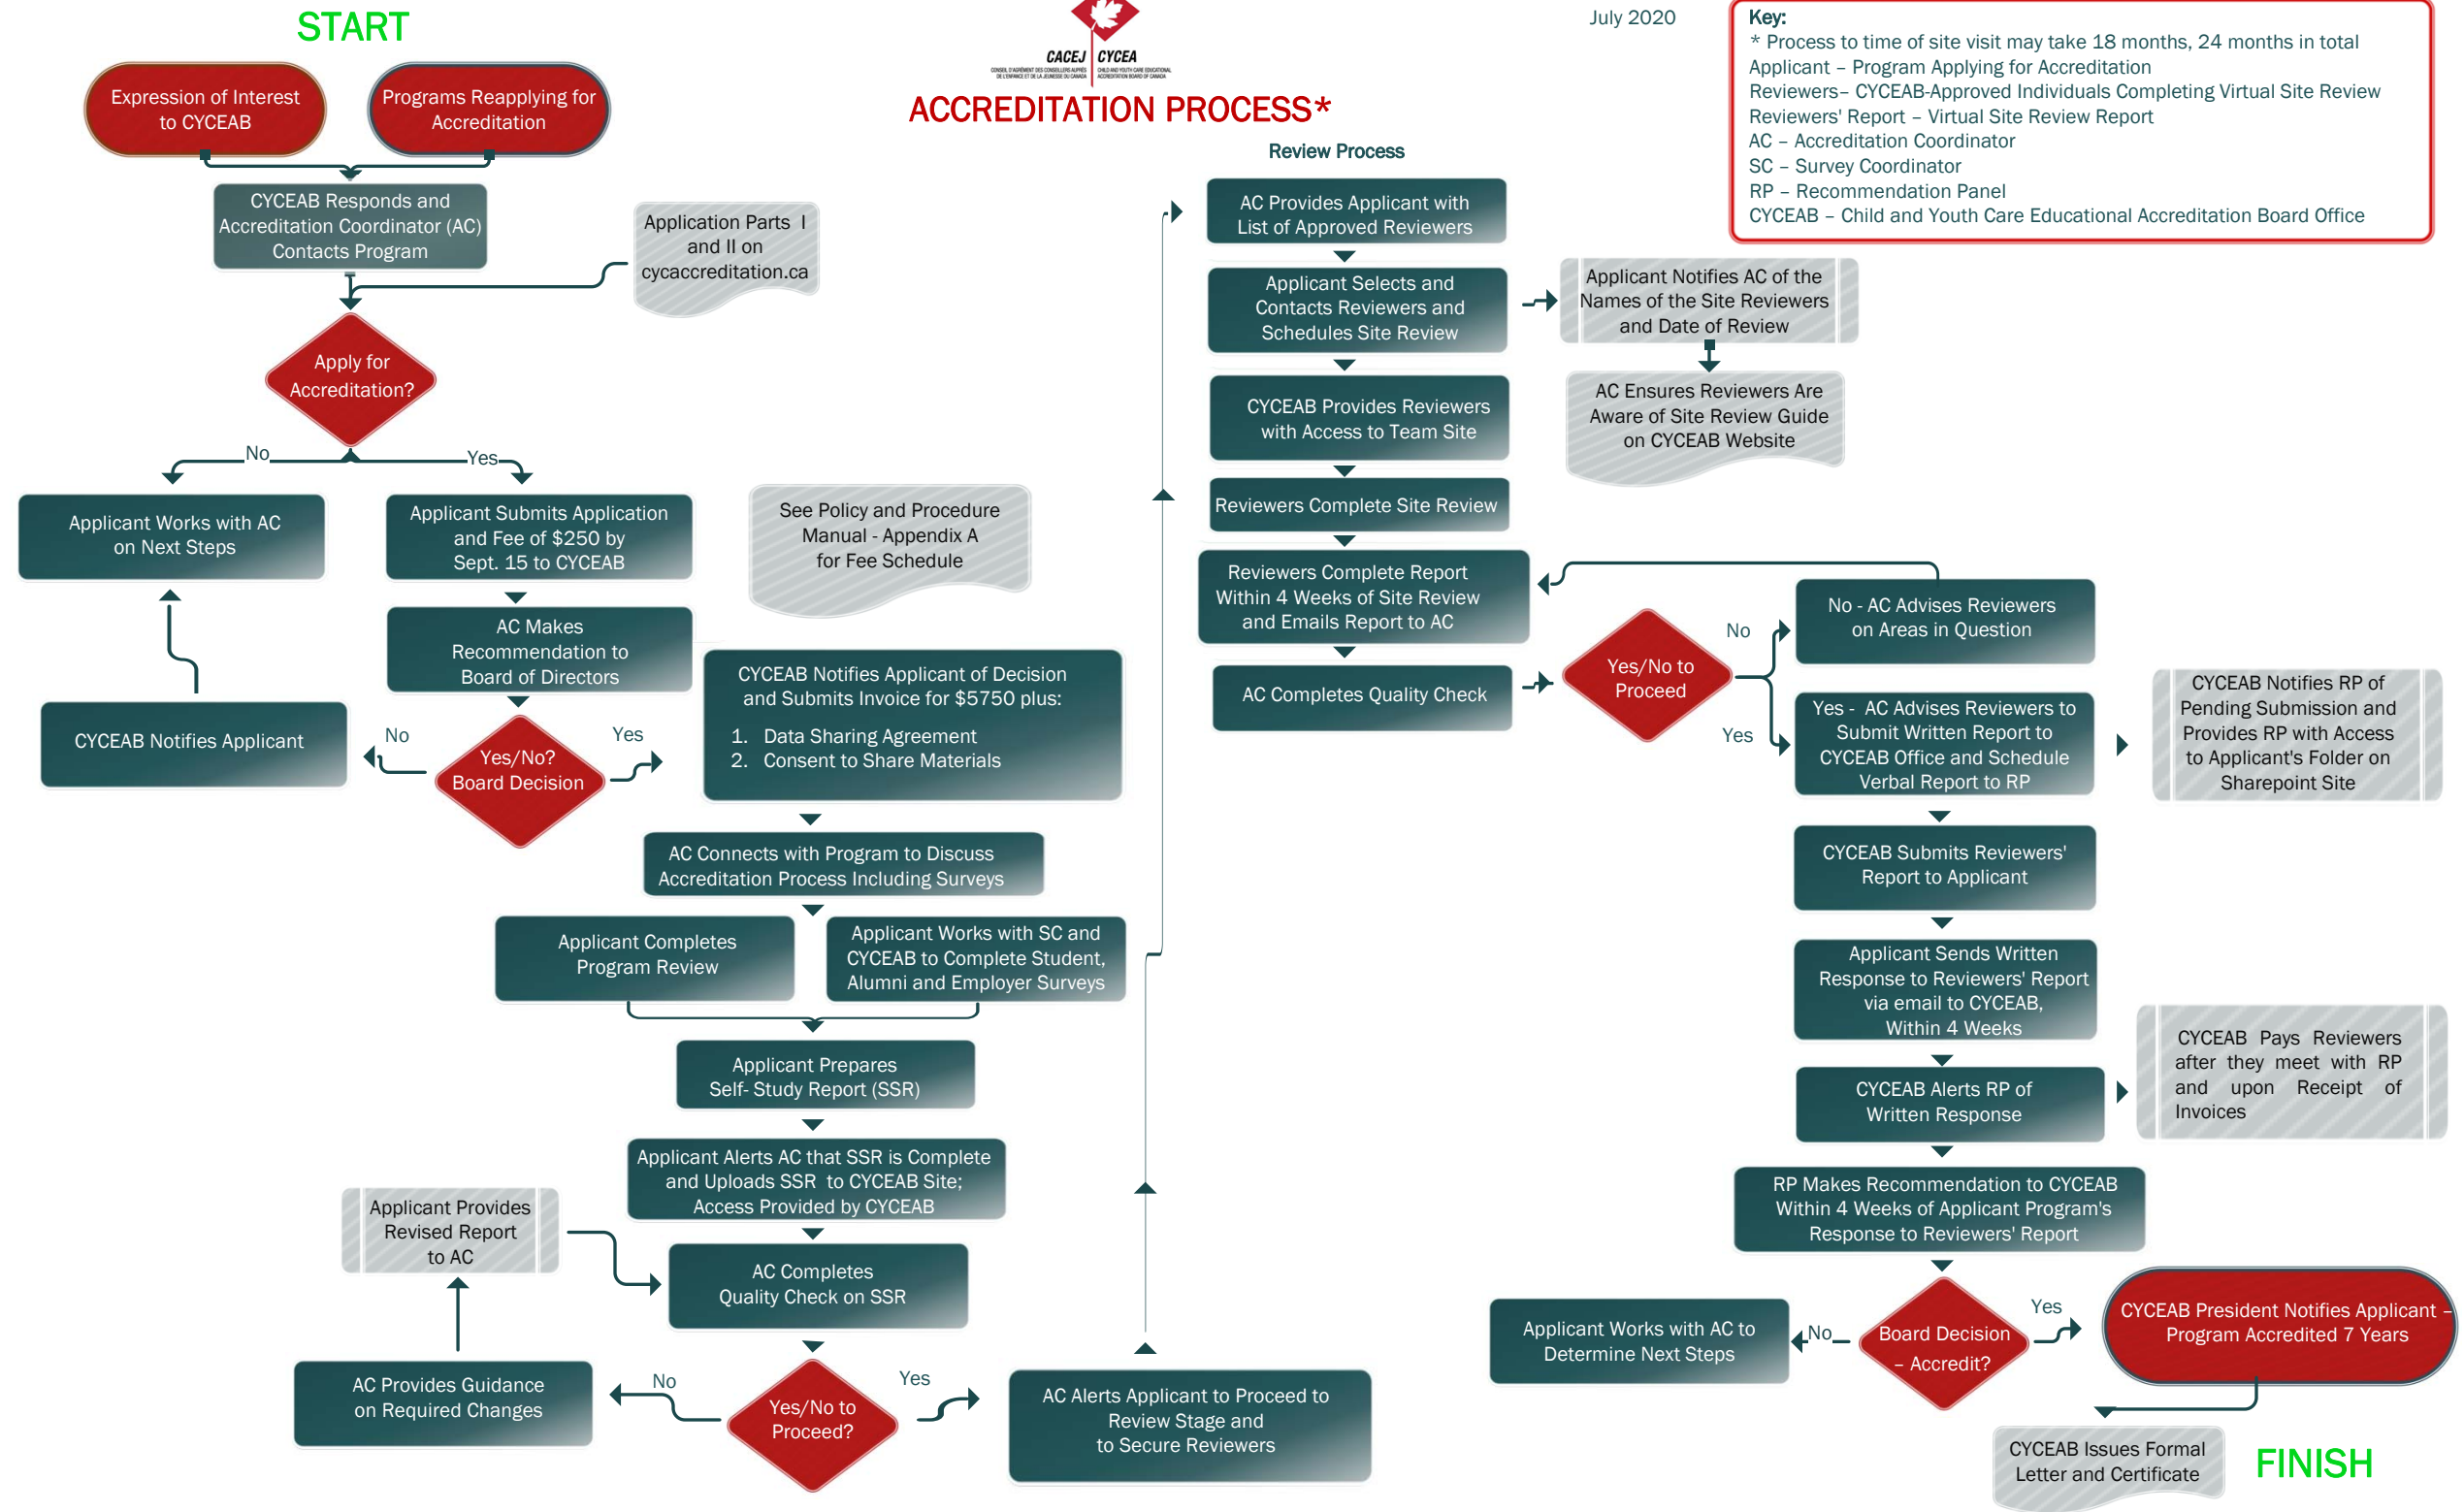 START
CACEJ
CYCEA
CONSEIL D'AGRÉMENT DES CONSEILLERS AUPRÈS
DE L'ENFANCE ET DE LA JEUNESSE DU CANADA
CHILD AND YOUTH CARE EDUCATIONAL
ACCREDITATION BOARD OF CANADA
ACCREDITATION PROCESS*
July 2020
Key:
* Process to time of site visit may take 18 months, 24 months in total
Applicant – Program Applying for Accreditation
Reviewers– CYCEAB-Approved Individuals Completing Virtual Site Review
Reviewers' Report – Virtual Site Review Report
AC – Accreditation Coordinator
SC – Survey Coordinator
RP – Recommendation Panel
CYCEAB – Child and Youth Care Educational Accreditation Board Office
Expression of Interest
to CYCEAB
Programs Reapplying for
Accreditation
CYCEAB Responds and
Accreditation Coordinator (AC)
Contacts Program
Application Parts I
and II on
cycaccreditation.ca
Apply for
Accreditation?
No
Yes
Applicant Works with AC
on Next Steps
Applicant Submits Application
and Fee of $250 by
Sept. 15 to CYCEAB
See Policy and Procedure
Manual - Appendix A
for Fee Schedule
AC Makes
Recommendation to
Board of Directors
CYCEAB Notifies Applicant
No
Yes/No?
Board Decision
Yes
CYCEAB Notifies Applicant of Decision
and Submits Invoice for $5750 plus:
1. Data Sharing Agreement
2. Consent to Share Materials
AC Connects with Program to Discuss
Accreditation Process Including Surveys
Applicant Completes
Program Review
Applicant Works with SC and
CYCEAB to Complete Student,
Alumni and Employer Surveys
Applicant Prepares
Self- Study Report (SSR)
Applicant Alerts AC that SSR is Complete
and Uploads SSR to CYCEAB Site;
Access Provided by CYCEAB
Applicant Provides
Revised Report
to AC
AC Completes
Quality Check on SSR
AC Provides Guidance
on Required Changes
No
Yes/No to
Proceed?
Yes
AC Alerts Applicant to Proceed to
Review Stage and
to Secure Reviewers
Review Process
AC Provides Applicant with
List of Approved Reviewers
Applicant Selects and
Contacts Reviewers and
Schedules Site Review
Applicant Notifies AC of the
Names of the Site Reviewers
and Date of Review
AC Ensures Reviewers Are
Aware of Site Review Guide
on CYCEAB Website
CYCEAB Provides Reviewers
with Access to Team Site
Reviewers Complete Site Review
Reviewers Complete Report
Within 4 Weeks of Site Review
and Emails Report to AC
AC Completes Quality Check
Yes/No to
Proceed
No
Yes
No - AC Advises Reviewers
on Areas in Question
Yes - AC Advises Reviewers to
Submit Written Report to
CYCEAB Office and Schedule
Verbal Report to RP
CYCEAB Notifies RP of
Pending Submission and
Provides RP with Access
to Applicant's Folder on
Sharepoint Site
CYCEAB Submits Reviewers'
Report to Applicant
Applicant Sends Written
Response to Reviewers' Report
via email to CYCEAB,
Within 4 Weeks
CYCEAB Alerts RP of
Written Response
CYCEAB Pays Reviewers
after they meet with RP
and upon Receipt of
Invoices
RP Makes Recommendation to CYCEAB
Within 4 Weeks of Applicant Program's
Response to Reviewers' Report
Applicant Works with AC to
Determine Next Steps
No
Board Decision
– Accredit?
Yes
CYCEAB President Notifies Applicant –
Program Accredited 7 Years
CYCEAB Issues Formal
Letter and Certificate
FINISH